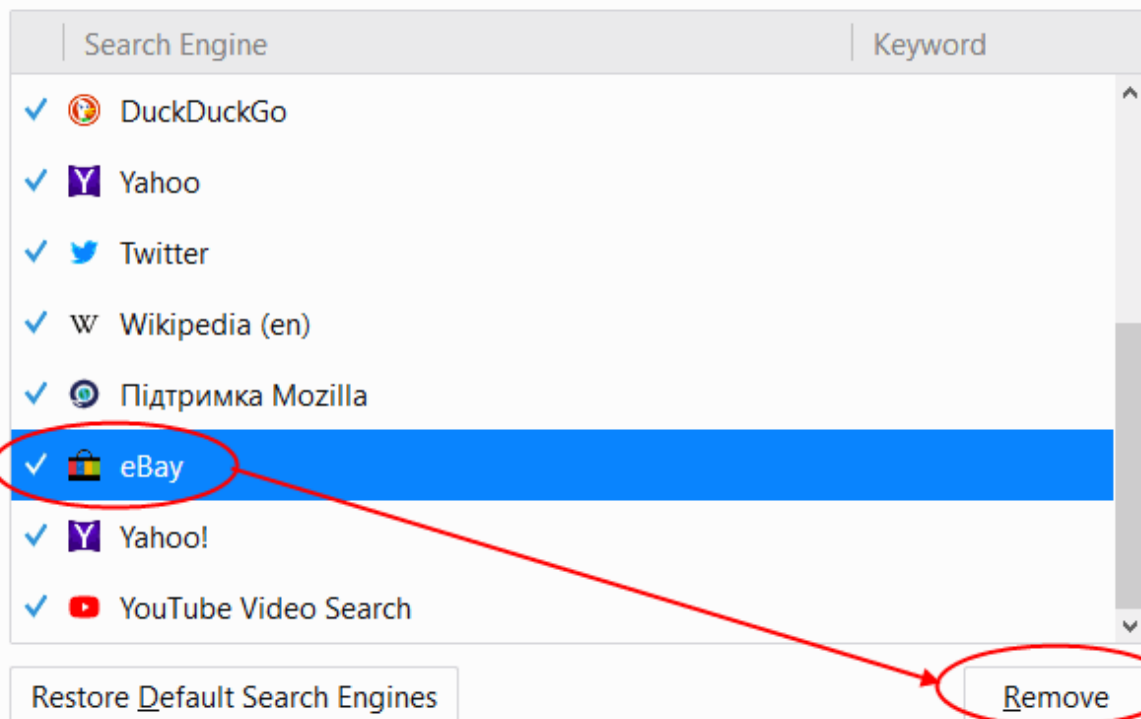 Search Engine Keyword
DuckDuckGo
Yahoo
Twitter
W Wikipedia (en)
Підтримка Mozilla
eBay
Yahoo!
YouTube Video Search
Restore Default Search Engines Remove